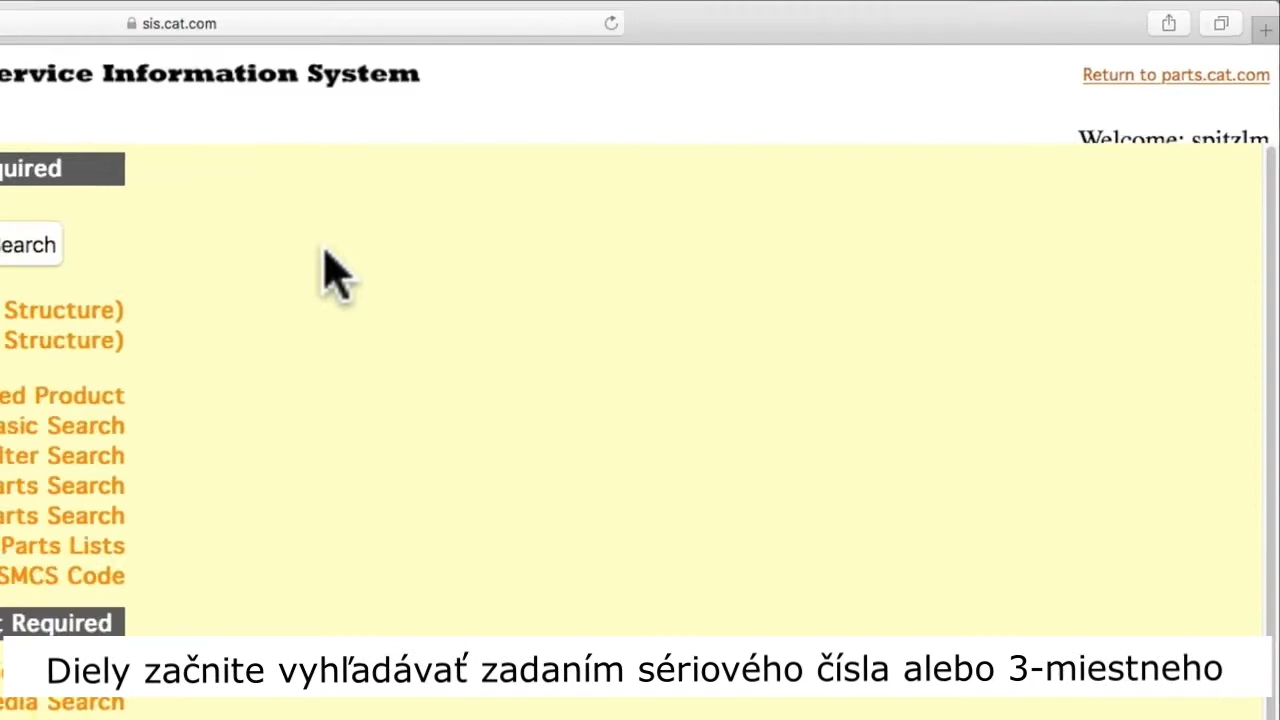 sis.cat.com
ervice Information System
Return to parts.cat.com
Welcome: spitzlm
quired
earch
Structure)
Structure)
ed Product
asic Search
lter Search
arts Search
arts Search
Parts Lists
SMCS Code
t Required
Diely začnite vyhľadávať zadaním sériového čísla alebo 3-miestneho
edia Search